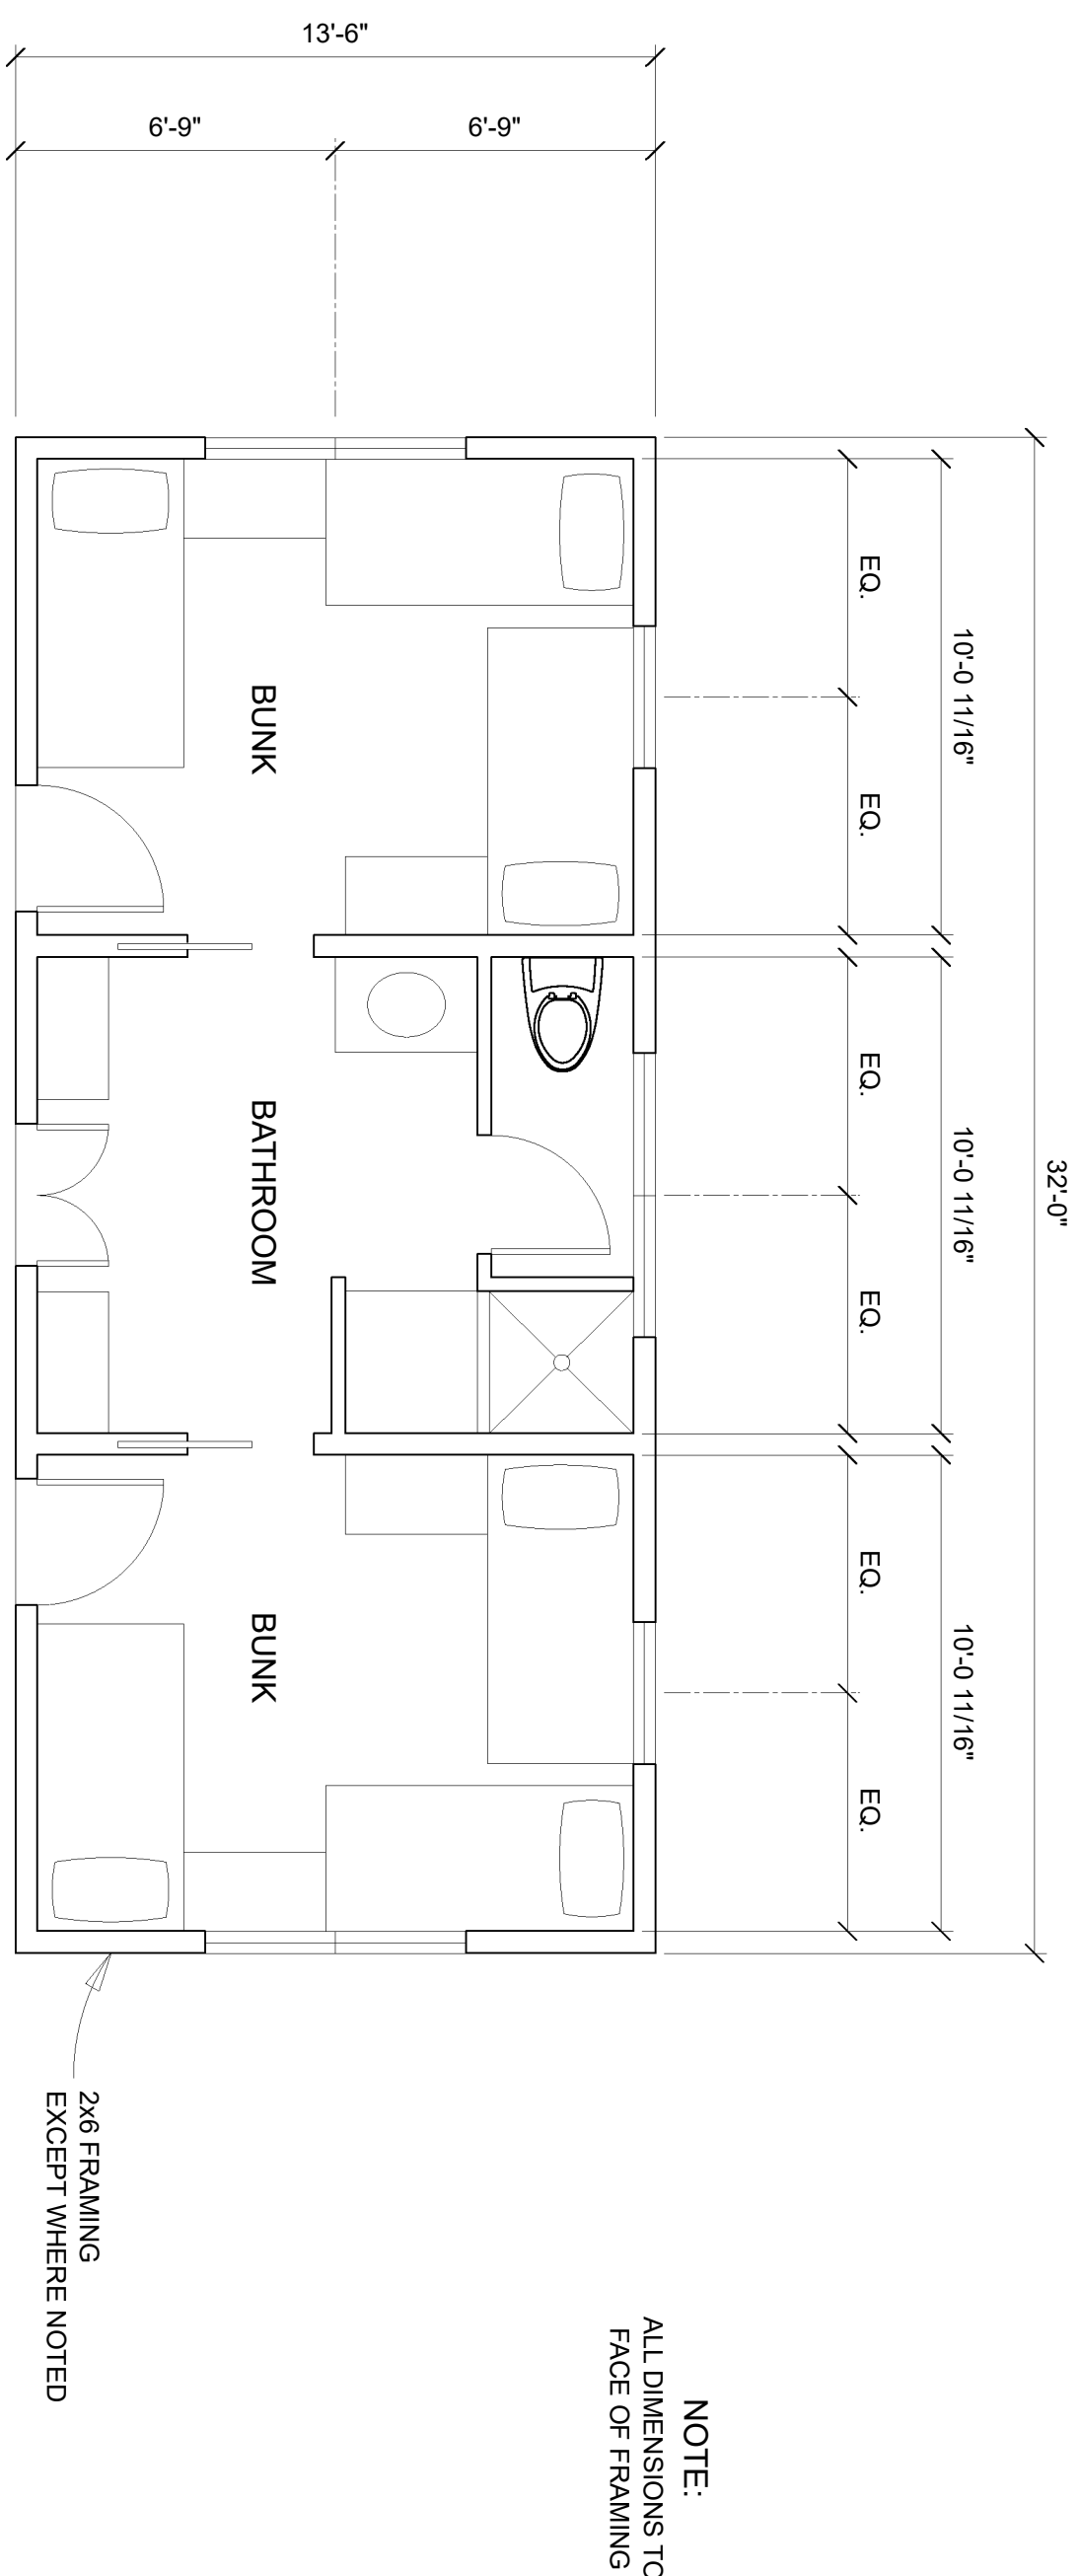 13'-6"
6'-9"
6'-9"
32'-0"
10'-0 11/16"
10'-0 11/16"
10'-0 11/16"
EQ.
EQ.
EQ.
EQ.
EQ.
EQ.
BUNK
BATHROOM
BUNK
2x6 FRAMING
EXCEPT WHERE NOTED
NOTE:
ALL DIMENSIONS TO
FACE OF FRAMING